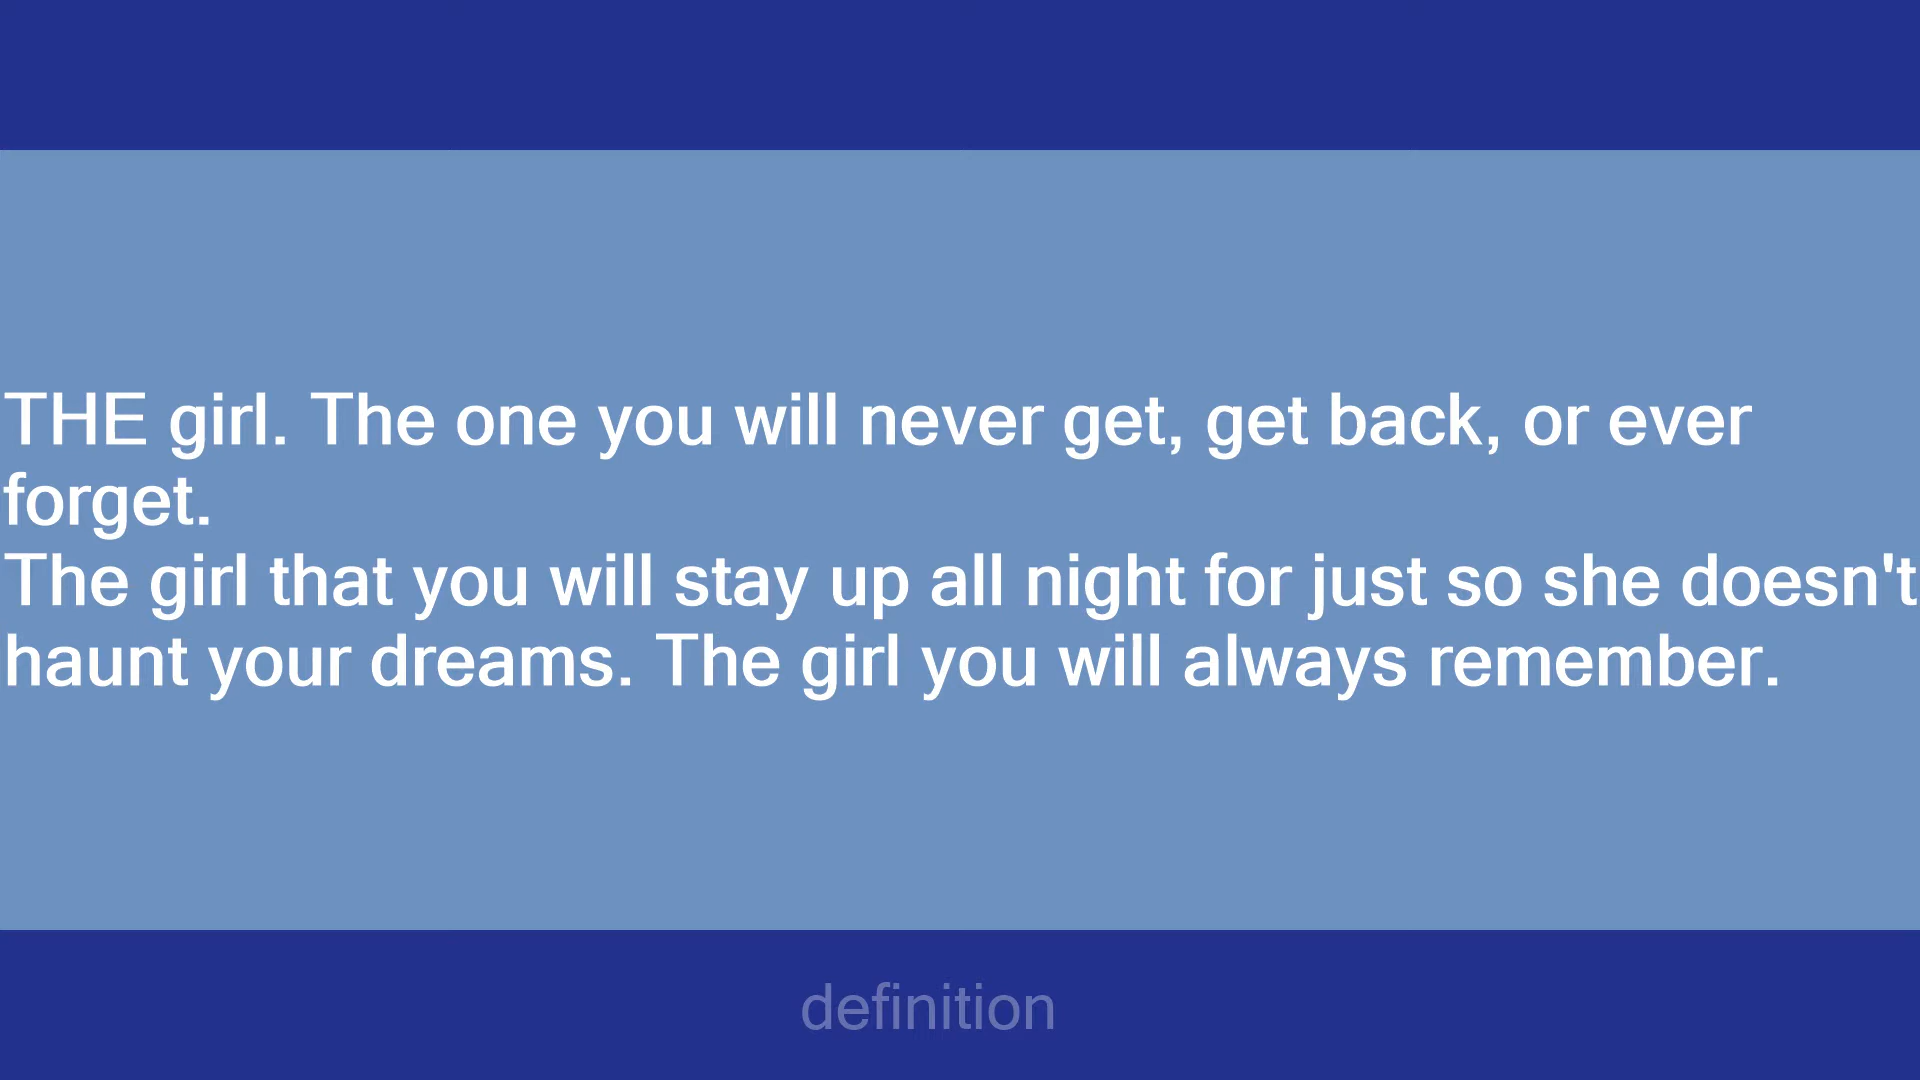 THE girl. The one you will never get, get back, or ever
forget.
The girl that you will stay up all night for just so she doesn't
haunt your dreams. The girl you will always remember.
definition